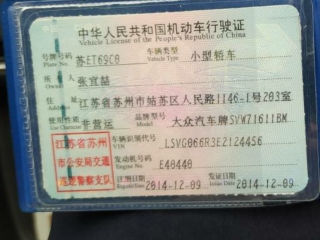 中华人民共和国机动车行驶证
Vehicle License of the People's Republic of China
号牌号码 苏ET69C8 车辆类型 小型轿车
Plate No. Vehicle Type
所有人 张宜喆
住址 江苏省苏州市姑苏区人民路1146-1号203室
使用性质 非营运 品牌型号 大众汽车牌SVW71611BM
Use Character
江苏省苏州 车辆识别代号 LSVG066R3E2124456
VIN
市公安局交通 发动机号码 E40440
Engine No.
巡逻警察支队 注册日期 2014-12-09 发证日期 2014-12-09
Register Date Issue Date